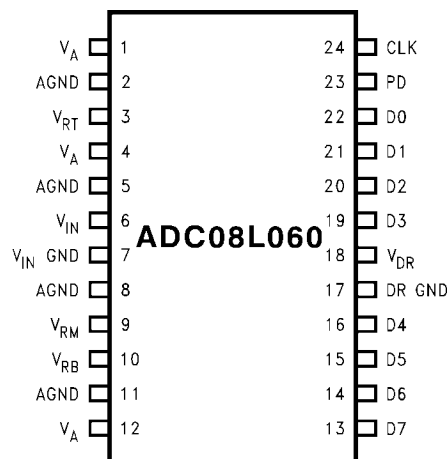 V_A 1 24 CLK
AGND 2 23 PD
V_RT 3 22 D0
V_A 4 21 D1
AGND 5 20 D2
V_IN 6 19 D3
ADC08L060
V_IN GND 7 18 V_DR
AGND 8 17 DR GND
V_RM 9 16 D4
V_RB 10 15 D5
AGND 11 14 D6
V_A 12 13 D7